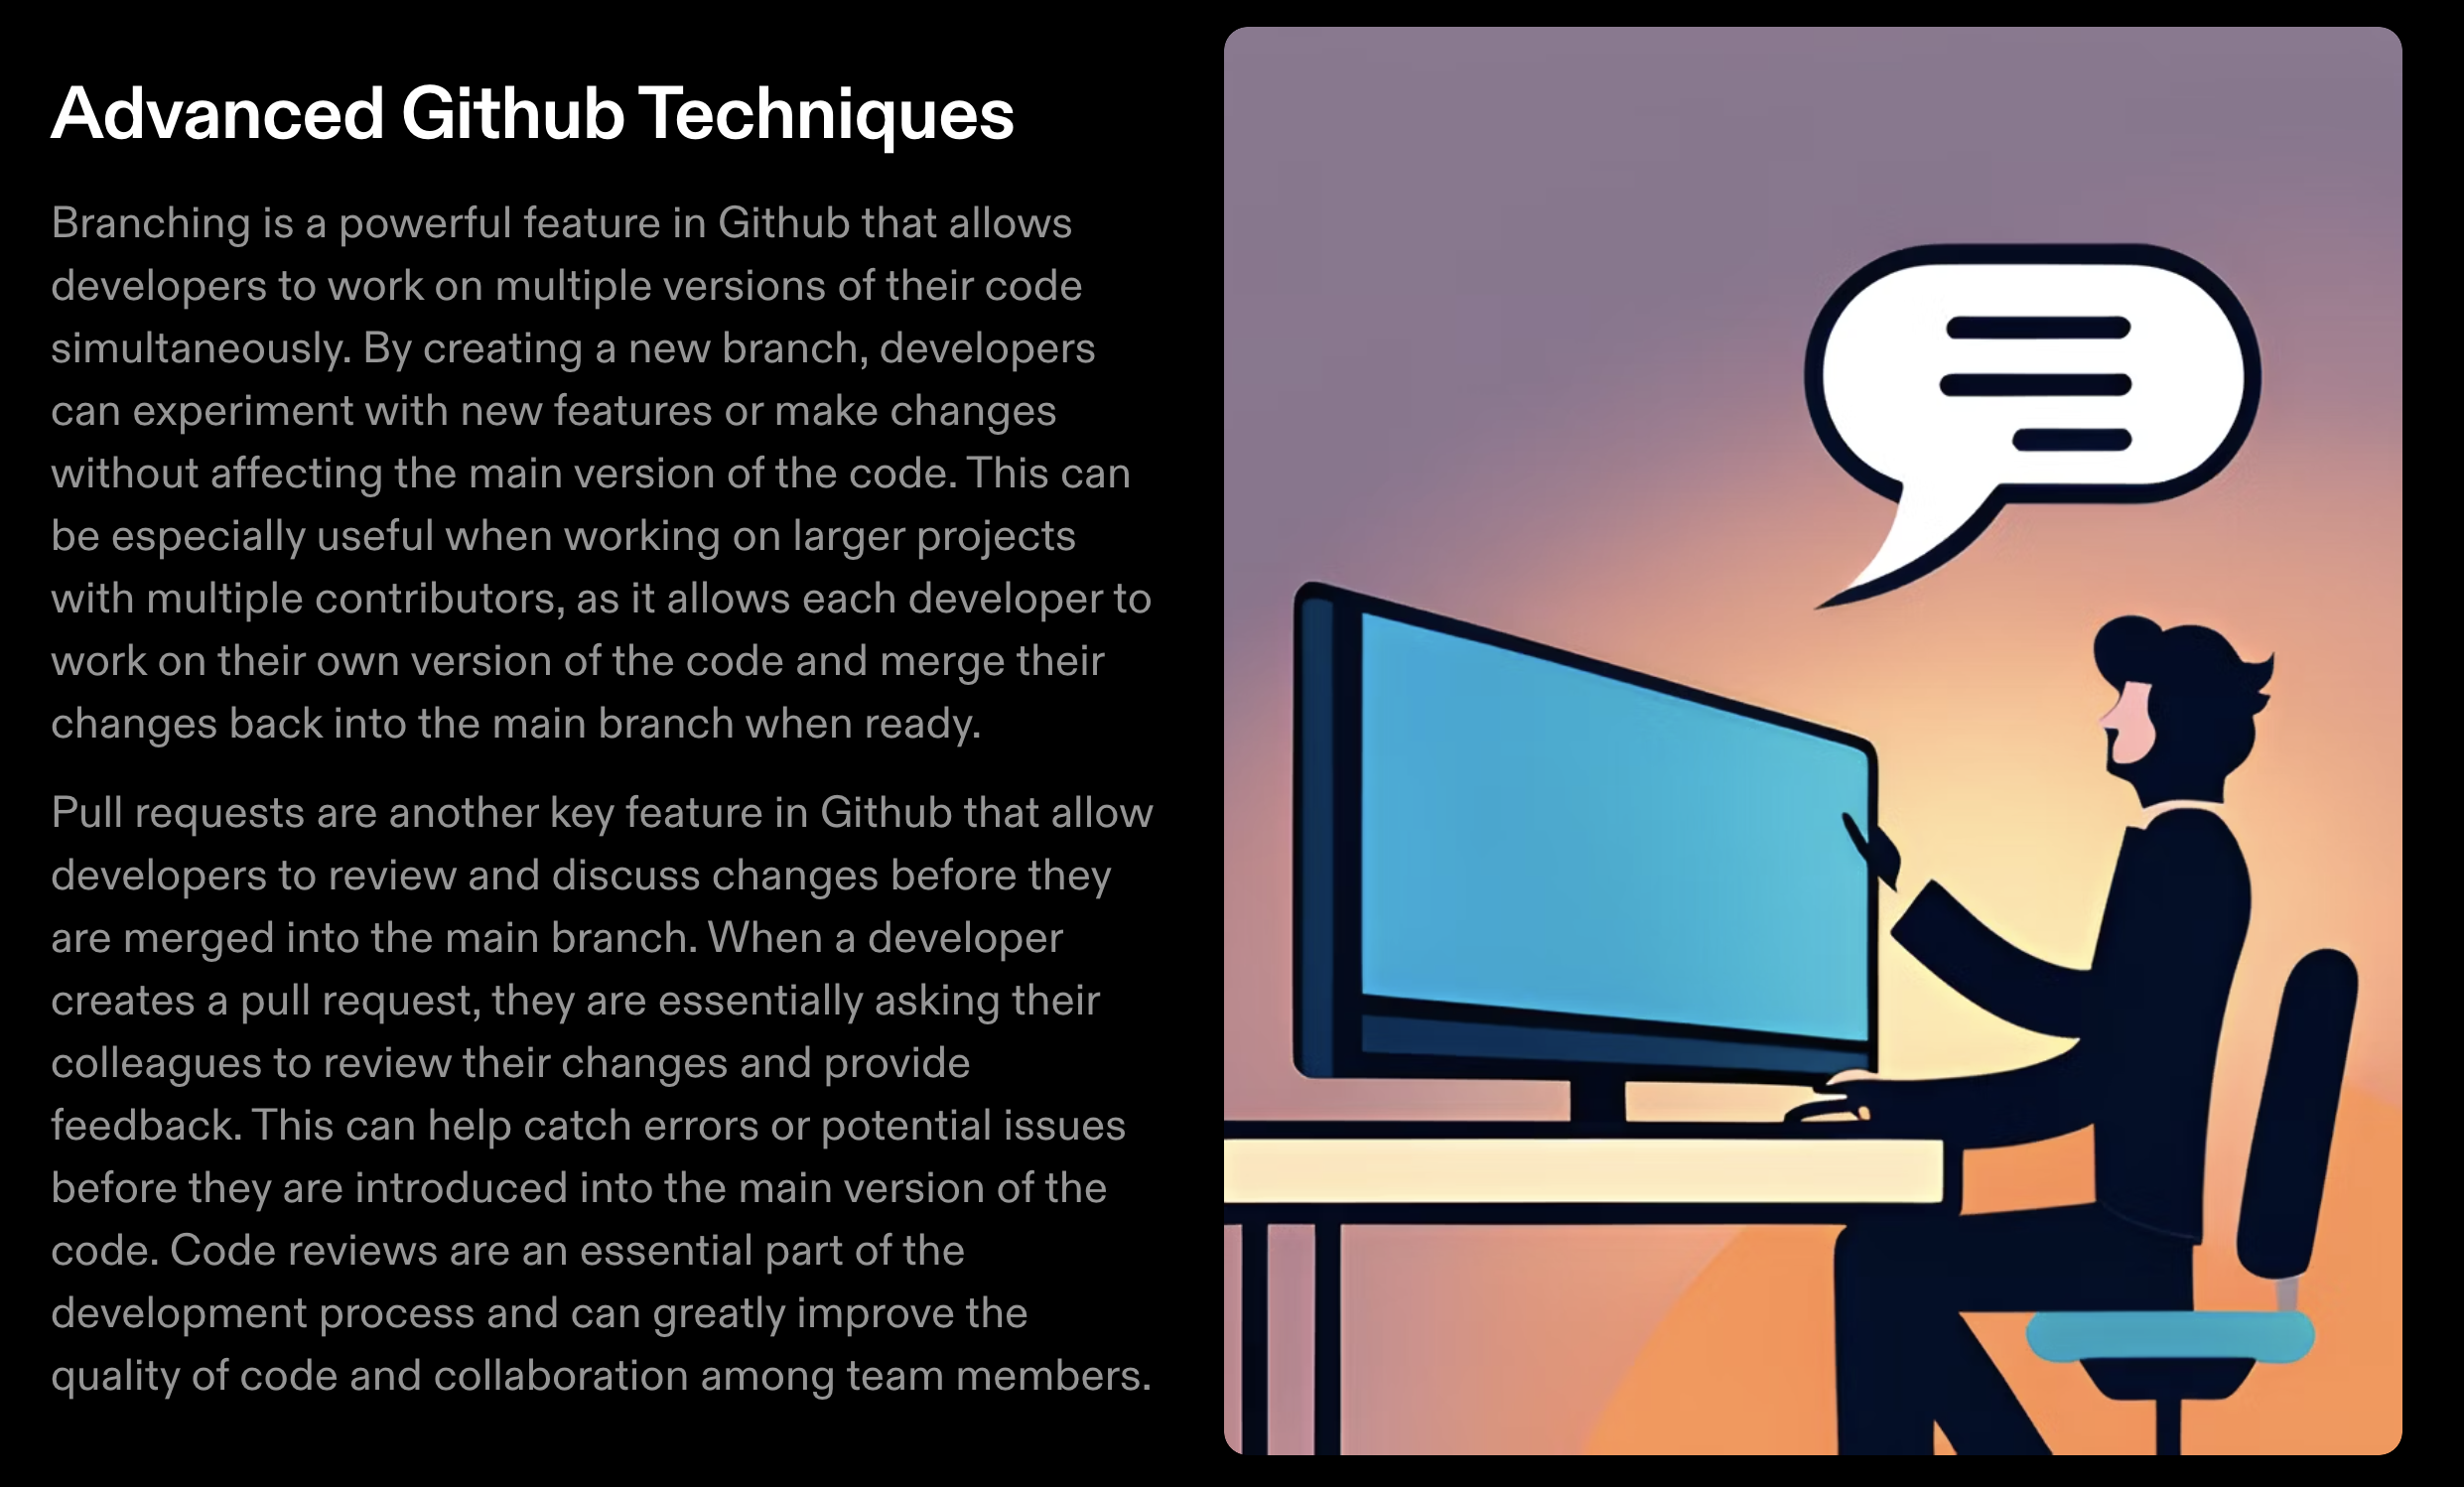 Advanced Github Techniques
Branching is a powerful feature in Github that allows
developers to work on multiple versions of their code
simultaneously. By creating a new branch, developers
can experiment with new features or make changes
without affecting the main version of the code. This can
be especially useful when working on larger projects
with multiple contributors, as it allows each developer to
work on their own version of the code and merge their
changes back into the main branch when ready.
Pull requests are another key feature in Github that allow
developers to review and discuss changes before they
are merged into the main branch. When a developer
creates a pull request, they are essentially asking their
colleagues to review their changes and provide
feedback. This can help catch errors or potential issues
before they are introduced into the main version of the
code. Code reviews are an essential part of the
development process and can greatly improve the
quality of code and collaboration among team members.